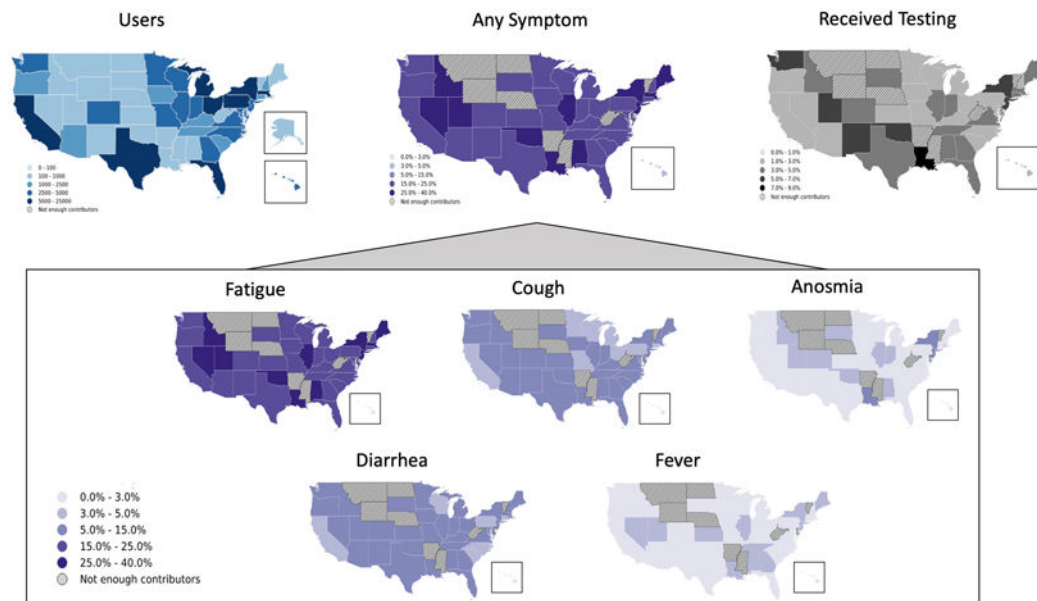 Users
Any Symptom
Received Testing
0 - 100
100 - 1000
1000 - 2500
2500 - 5000
5000 - 25000
Not enough contributors
0.0% - 3.0%
3.0% - 5.0%
5.0% - 15.0%
15.0% - 25.0%
25.0% - 40.0%
Not enough contributors
0.0% - 1.0%
1.0% - 3.0%
3.0% - 5.0%
5.0% - 7.0%
7.0% - 9.0%
Not enough contributors
Fatigue
Cough
Anosmia
Diarrhea
Fever
0.0% - 3.0%
3.0% - 5.0%
5.0% - 15.0%
15.0% - 25.0%
25.0% - 40.0%
Not enough contributors